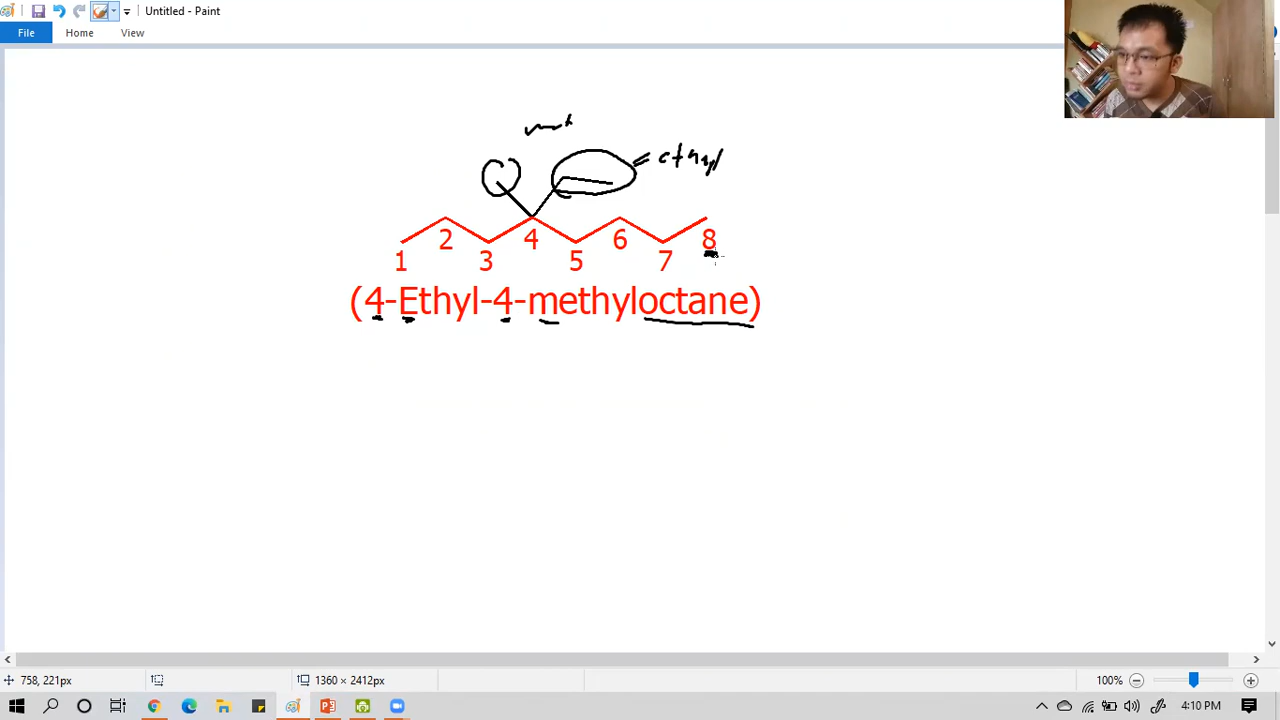 Untitled - Paint
File Home View
ethyl
1 2 3 4 5 6 7 8
(4-Ethyl-4-methyloctane)
758, 221px
1360 × 2412px
100%
4:10 PM